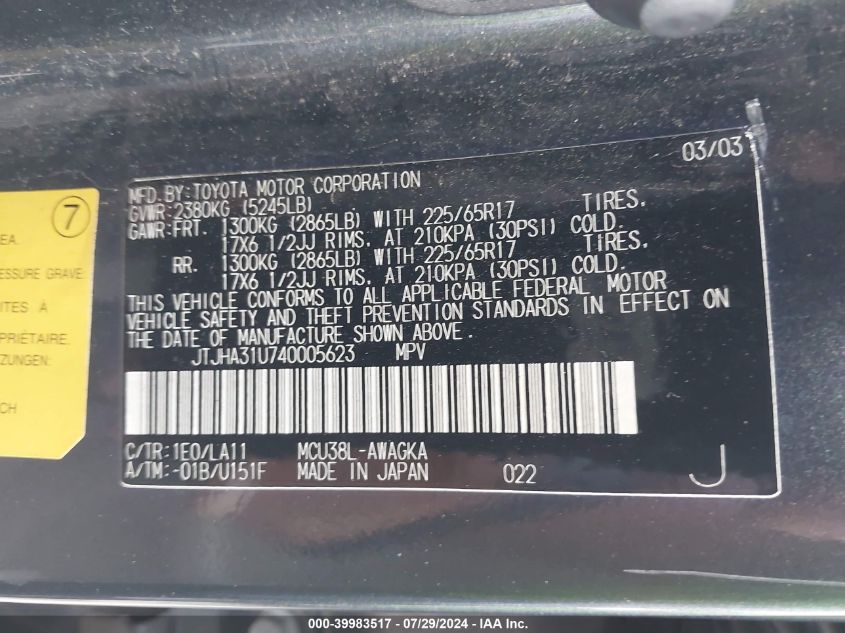 03/03
MFD.BY:TOYOTA MOTOR CORPORATION
GVWR:2380KG (5245LB)
GAWR:FRT. 1300KG (2865LB) WITH 225/65R17 TIRES,
17X6 1/2JJ RIMS, AT 210KPA (30PSI) COLD.
RR. 1300KG (2865LB) WITH 225/65R17 TIRES,
17X6 1/2JJ RIMS, AT 210KPA (30PSI) COLD.
THIS VEHICLE CONFORMS TO ALL APPLICABLE FEDERAL MOTOR
VEHICLE SAFETY AND THEFT PREVENTION STANDARDS IN EFFECT ON
THE DATE OF MANUFACTURE SHOWN ABOVE.
JTJHA31U740005623 MPV
C/TR:1E0/LA11 MCU38L-AWAGKA
A/TM:-01B/U151F MADE IN JAPAN 022 J
7
EA.
ESSURE GRAVE
ITES À
PRIÉTAIRE.
ZUNGEN:
CH
000-39983517 / 07/29/2024 - IAA Inc.